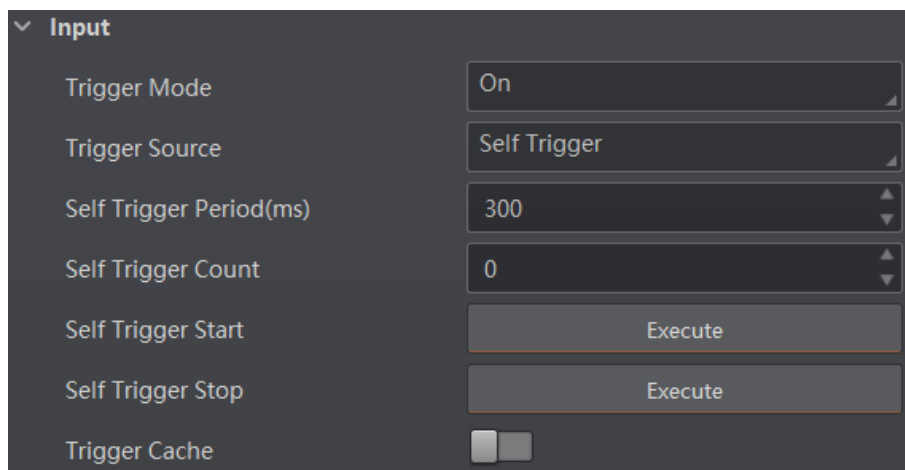 Input
Trigger Mode On
Trigger Source Self Trigger
Self Trigger Period(ms) 300
Self Trigger Count 0
Self Trigger Start Execute
Self Trigger Stop Execute
Trigger Cache